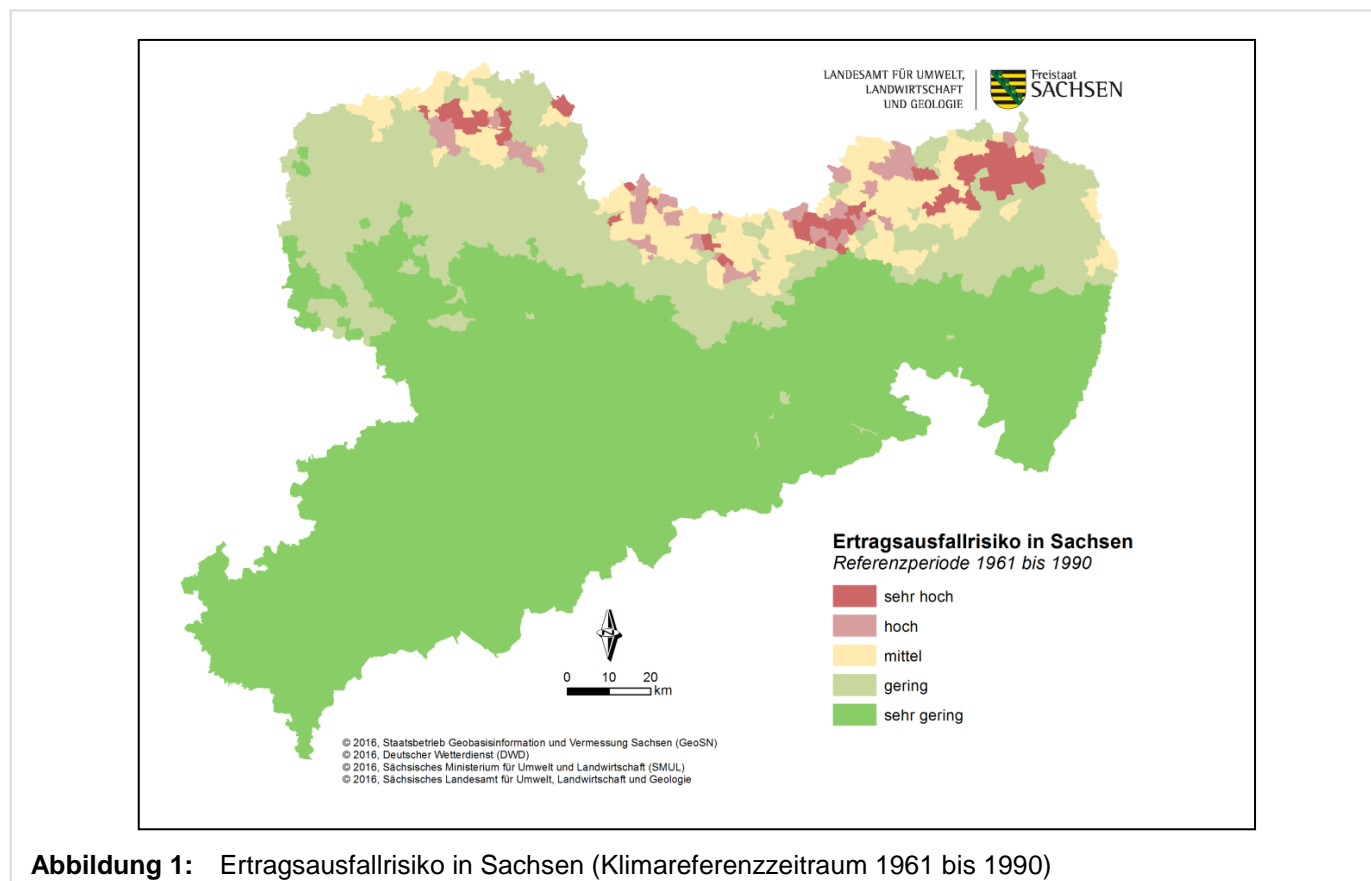 LANDESAMT FÜR UMWELT,
LANDWIRTSCHAFT
UND GEOLOGIE
Freistaat
SACHSEN
Ertragsausfallrisiko in Sachsen
Referenzperiode 1961 bis 1990
sehr hoch
hoch
mittel
gering
sehr gering
N
0 10 20
km
© 2016, Staatsbetrieb Geobasisinformation und Vermessung Sachsen (GeoSN)
© 2016, Deutscher Wetterdienst (DWD)
© 2016, Sächsisches Ministerium für Umwelt und Landwirtschaft (SMUL)
© 2016, Sächsisches Landesamt für Umwelt, Landwirtschaft und Geologie
Abbildung 1: Ertragsausfallrisiko in Sachsen (Klimareferenzzeitraum 1961 bis 1990)